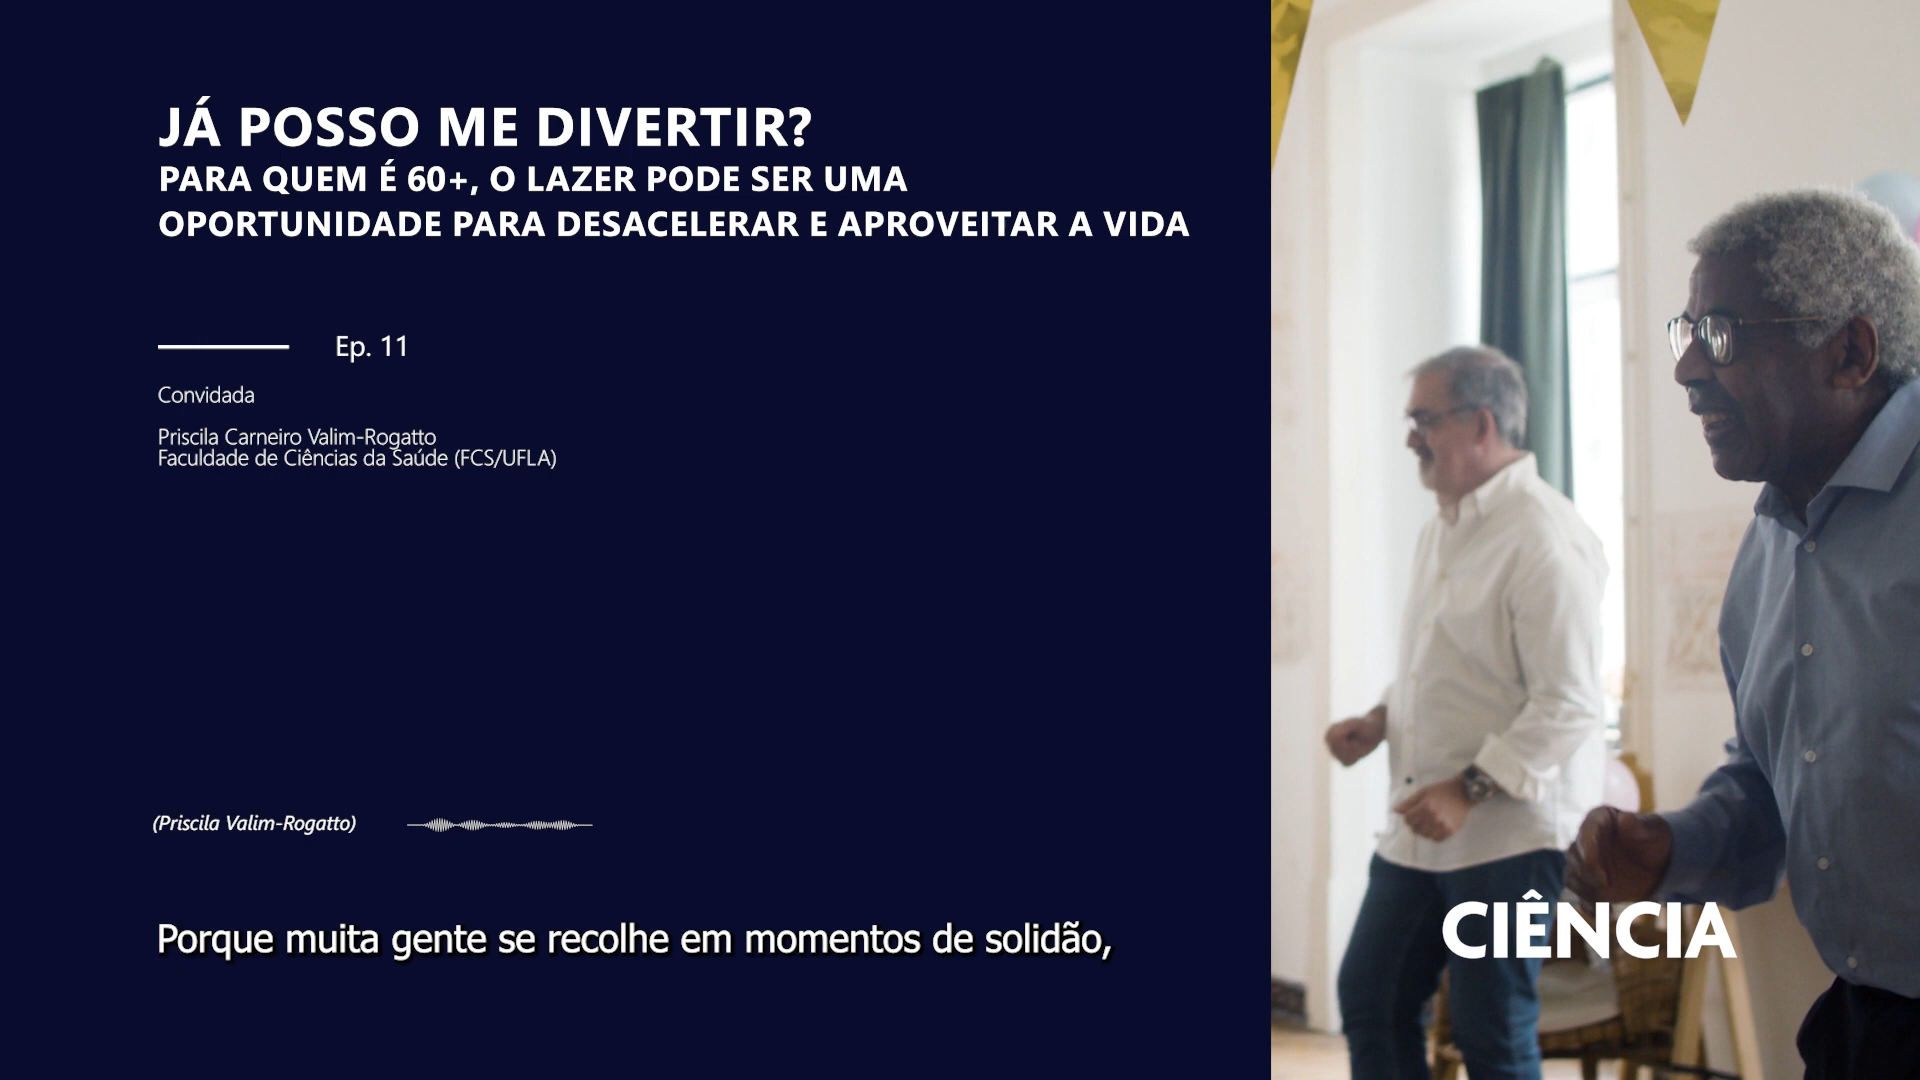 JÁ POSSO ME DIVERTIR?
PARA QUEM É 60+, O LAZER PODE SER UMA
OPORTUNIDADE PARA DESACELERAR E APROVEITAR A VIDA
Ep. 11
Convidada
Priscila Carneiro Valim-Rogatto
Faculdade de Ciências da Saúde (FCS/UFLA)
(Priscila Valim-Rogatto)
Porque muita gente se recolhe em momentos de solidão,
CIÊNCIA